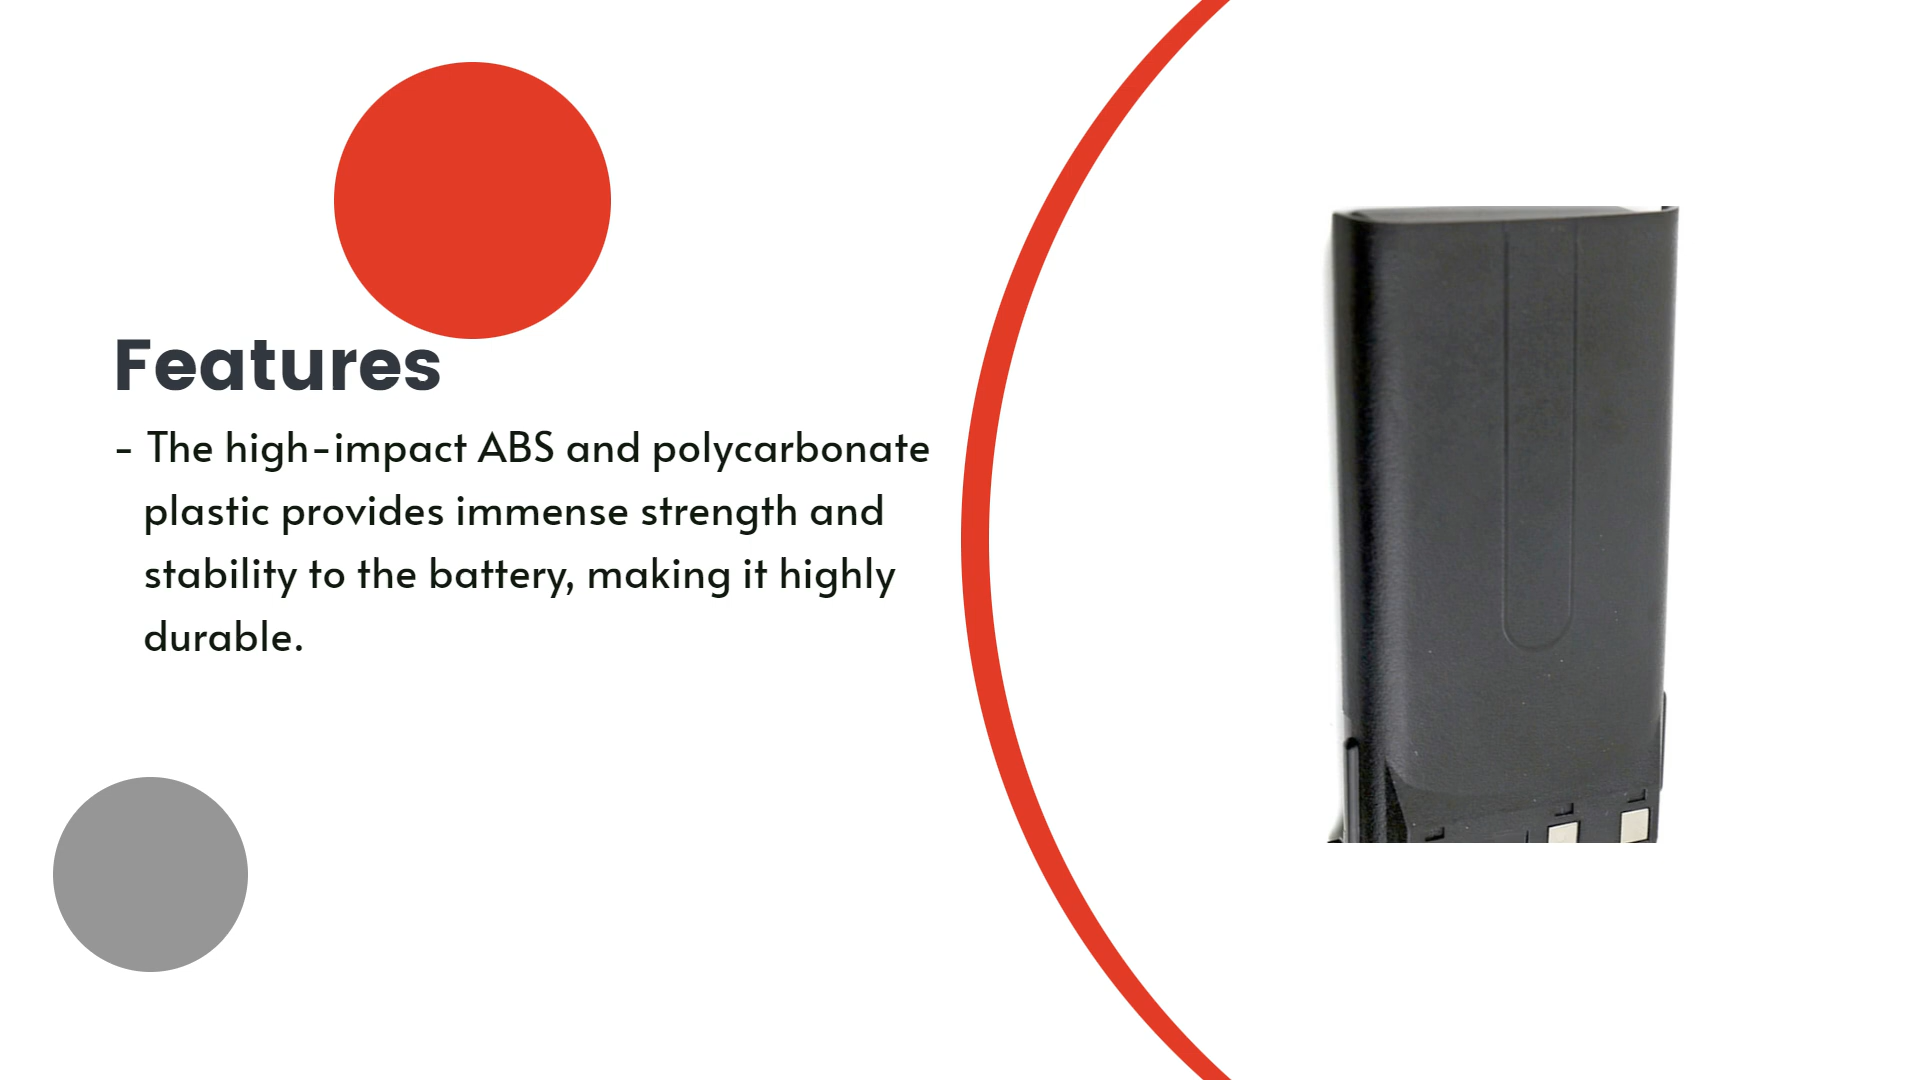 Features
- The high-impact ABS and polycarbonate
plastic provides immense strength and
stability to the battery, making it highly
durable.